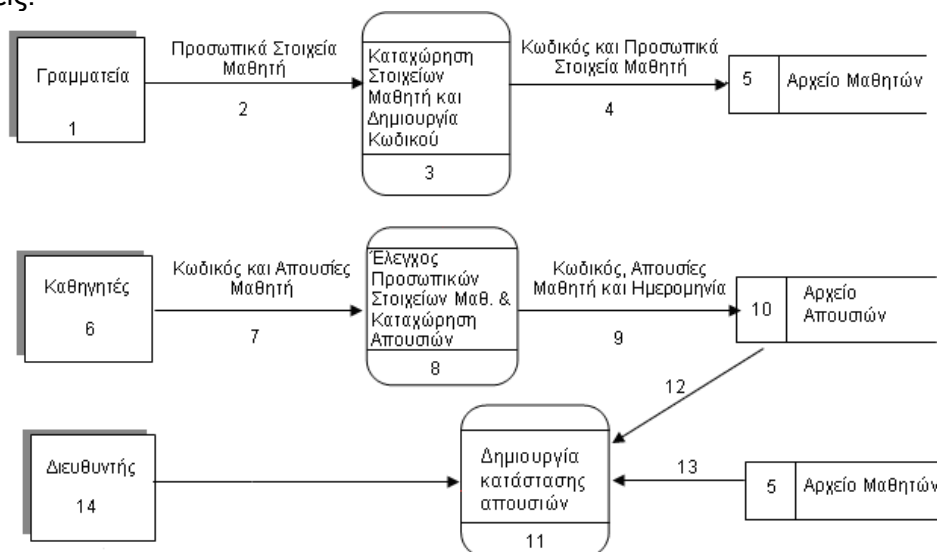 εις.
Γραμματεία
1
Προσωπικά Στοιχεία
Μαθητή
2
Καταχώρηση
Στοιχείων
Μαθητή και
Δημιουργία
Κωδικού
3
Κωδικός και Προσωπικά
Στοιχεία Μαθητή
4
5 Αρχείο Μαθητών
Καθηγητές
6
Κωδικός και Απουσίες
Μαθητή
7
Έλεγχος
Προσωπικών
Στοιχείων Μαθ. &
Καταχώρηση
Απουσιών
8
Κωδικός, Απουσίες
Μαθητή και Ημερομηνία
9
10 Αρχείο
Απουσιών
12
Διευθυντής
14
Δημιουργία
κατάστασης
απουσιών
11
13
5 Αρχείο Μαθητών